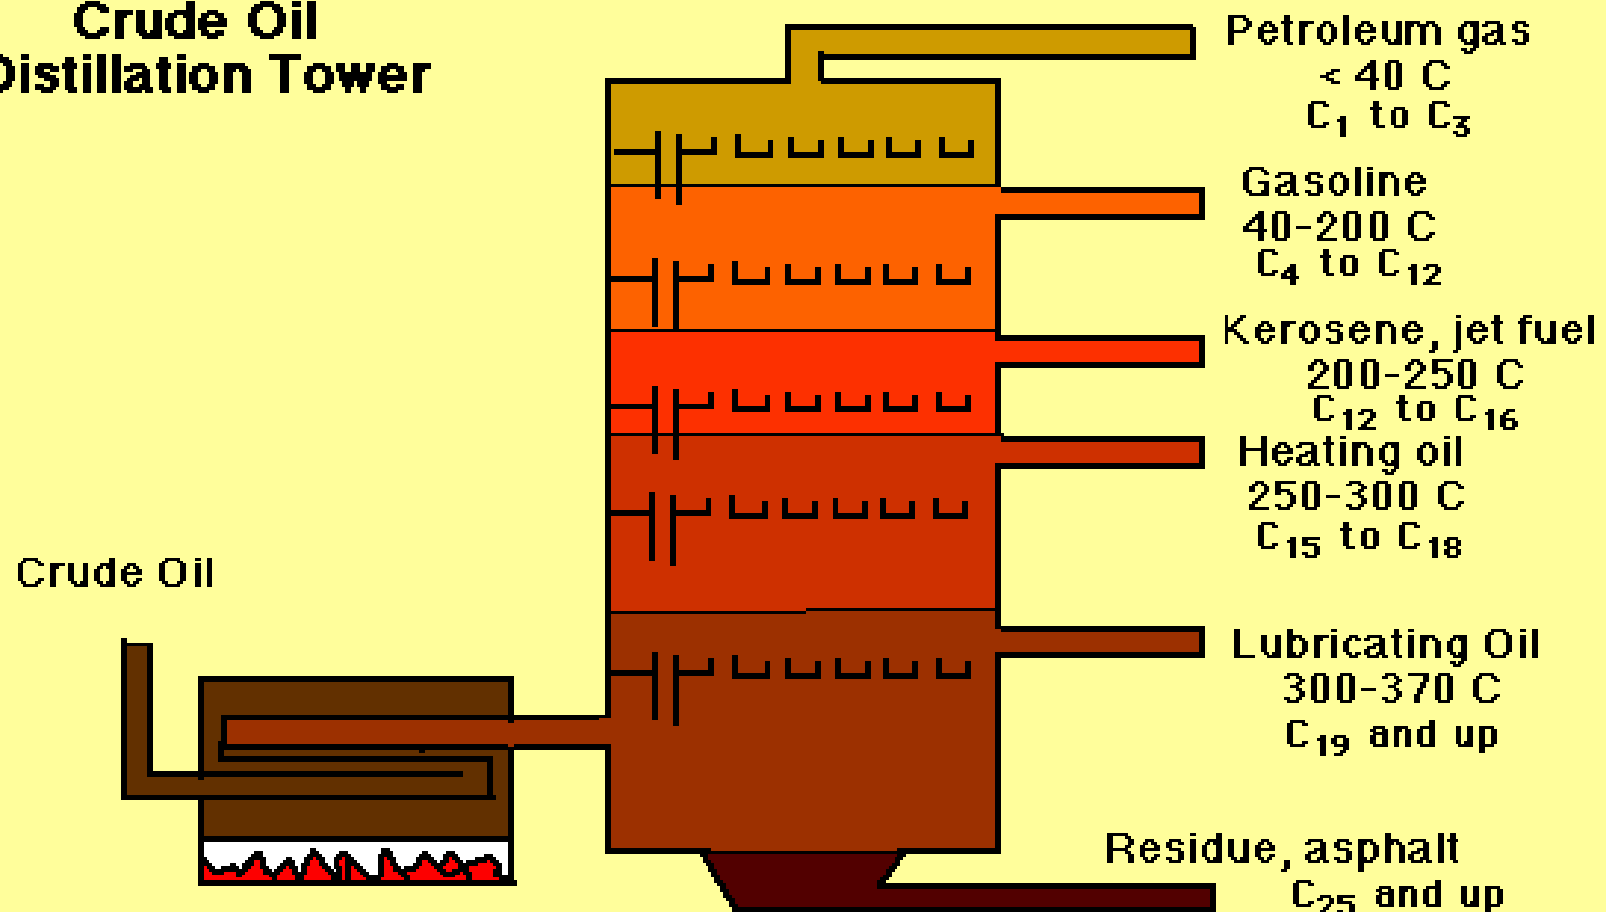 Crude Oil
Distillation Tower
Petroleum gas
< 40 C
C1 to C3
Gasoline
40-200 C
C4 to C12
Kerosene, jet fuel
200-250 C
C12 to C16
Heating oil
250-300 C
C15 to C18
Crude Oil
Lubricating Oil
300-370 C
C19 and up
Residue, asphalt
C25 and up